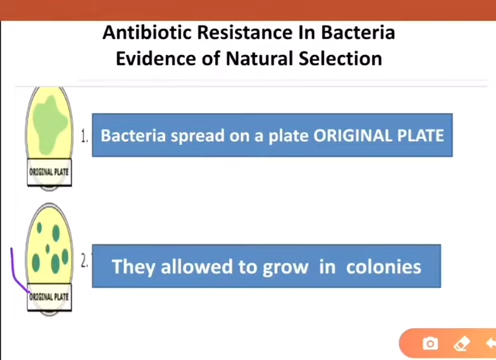 Antibiotic Resistance In Bacteria
Evidence of Natural Selection
ORIGINAL PLATE
1. Bacteria spread on a plate ORIGINAL PLATE
2. They allowed to grow in colonies
ORIGINAL PLATE